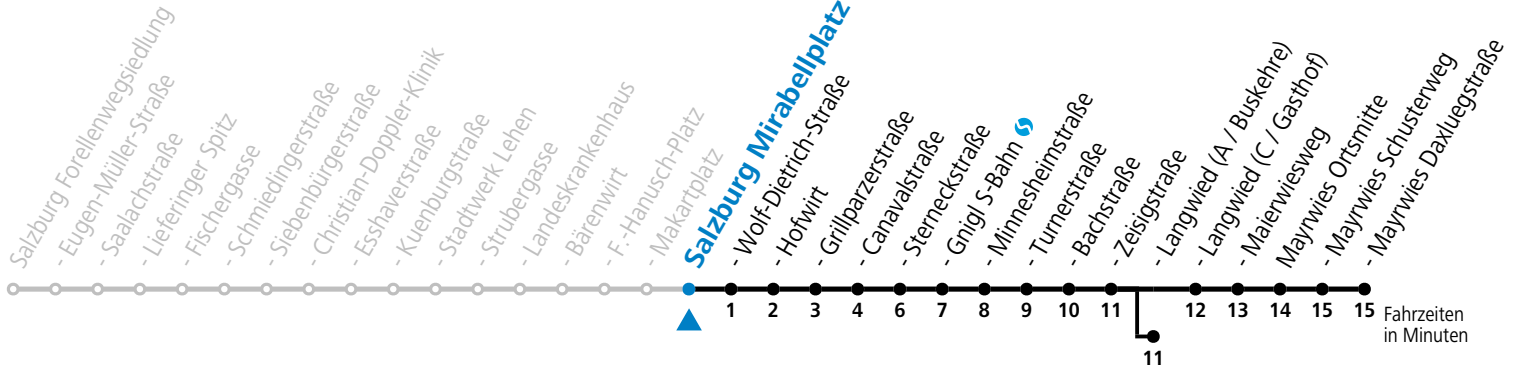 Salzburg Forellenwegsiedlung
- Eugen-Müller-Straße
- Saalachstraße
- Lieferinger Spitz
- Fischergasse
- Schmiedingerstraße
- Siebenbürgerstraße
- Christian-Doppler-Klinik
- Esshaverstraße
- Kuenburgstraße
- Stadtwerk Lehen
- Strubergasse
- Landeskrankenhaus
- Bärenwirt
- F.-Hanusch-Platz
- Makartplatz
Salzburg Mirabellplatz
- Wolf-Dietrich-Straße
- Hofwirt
- Grillparzerstraße
- Canavalstraße
- Sterneckstraße
- Gnigl S-Bahn
- Minnesheimstraße
- Turnerstraße
- Bachstraße
- Zeisigstraße
- Langwied (A / Buskehre)
- Langwied (C / Gasthof)
- Maierwiesweg
Mayrwies Ortsmitte
- Mayrwies Schusterweg
- Mayrwies Daxluegstraße
1 2 3 4 6 7 8 9 10 11 12 13 14 15 15
Fahrzeiten
in Minuten
11